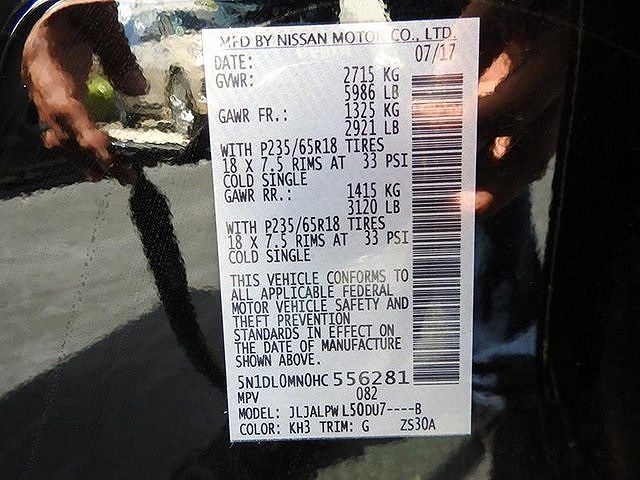 MFD BY NISSAN MOTOR CO., LTD.
DATE: 07/17
GVWR: 2715 KG
5986 LB
GAWR FR.: 1325 KG
2921 LB
WITH P235/65R18 TIRES
18 X 7.5 RIMS AT 33 PSI
COLD SINGLE
GAWR RR.: 1415 KG
3120 LB
WITH P235/65R18 TIRES
18 X 7.5 RIMS AT 33 PSI
COLD SINGLE
THIS VEHICLE CONFORMS TO
ALL APPLICABLE FEDERAL
MOTOR VEHICLE SAFETY AND
THEFT PREVENTION
STANDARDS IN EFFECT ON
THE DATE OF MANUFACTURE
SHOWN ABOVE.
5N1DL0MN0HC556281
MPV 082
MODEL: JLJALPWL50DU7----B
COLOR: KH3 TRIM: G ZS30A